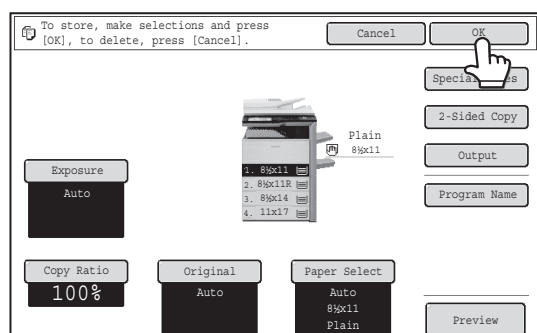 To store, make selections and press
[OK], to delete, press [Cancel].
Cancel
OK
2-Sided Copy
Output
Program Name
Preview
Plain
8½x11
1. 8½x11
2. 8½x11R
3. 8½x14
4. 11x17
Exposure
Auto
Copy Ratio
100%
Original
Auto
Paper Select
Auto
8½x11
Plain